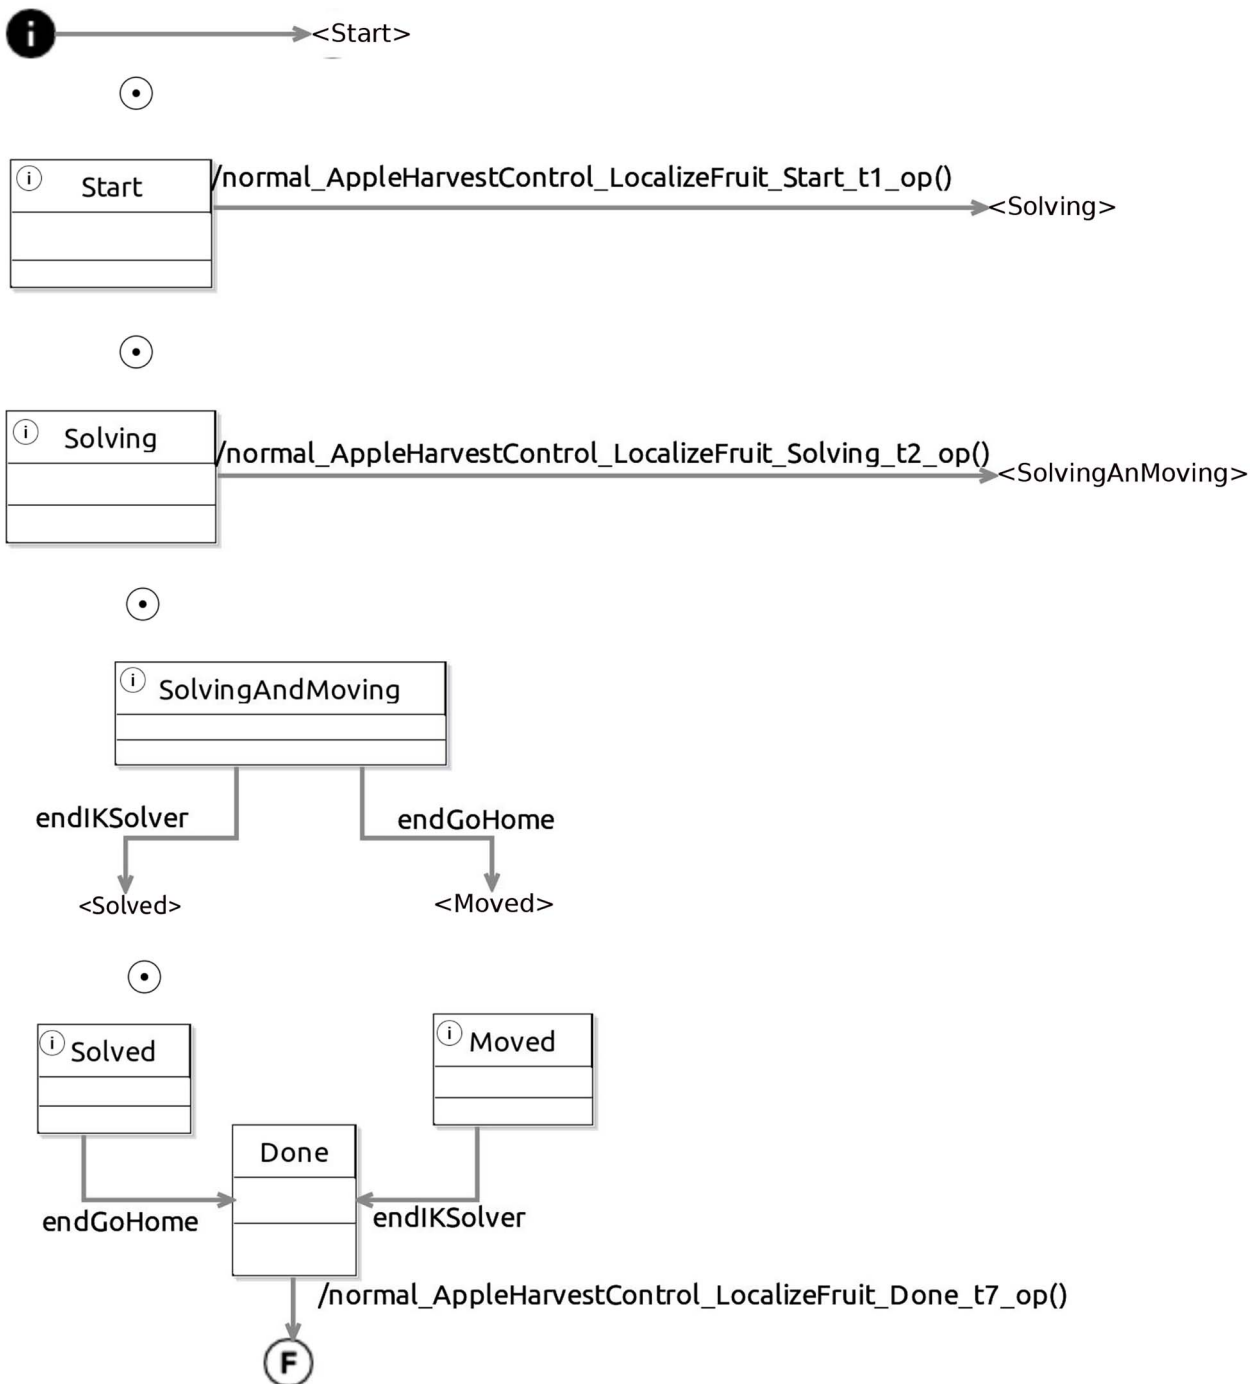 i
<Start>
i
Start
/normal_AppleHarvestControl_LocalizeFruit_Start_t1_op()
<Solving>
i
Solving
/normal_AppleHarvestControl_LocalizeFruit_Solving_t2_op()
<SolvingAnMoving>
i
SolvingAndMoving
endIKSolver
endGoHome
<Solved>
<Moved>
i
Solved
i
Moved
Done
endGoHome
endIKSolver
/normal_AppleHarvestControl_LocalizeFruit_Done_t7_op()
F